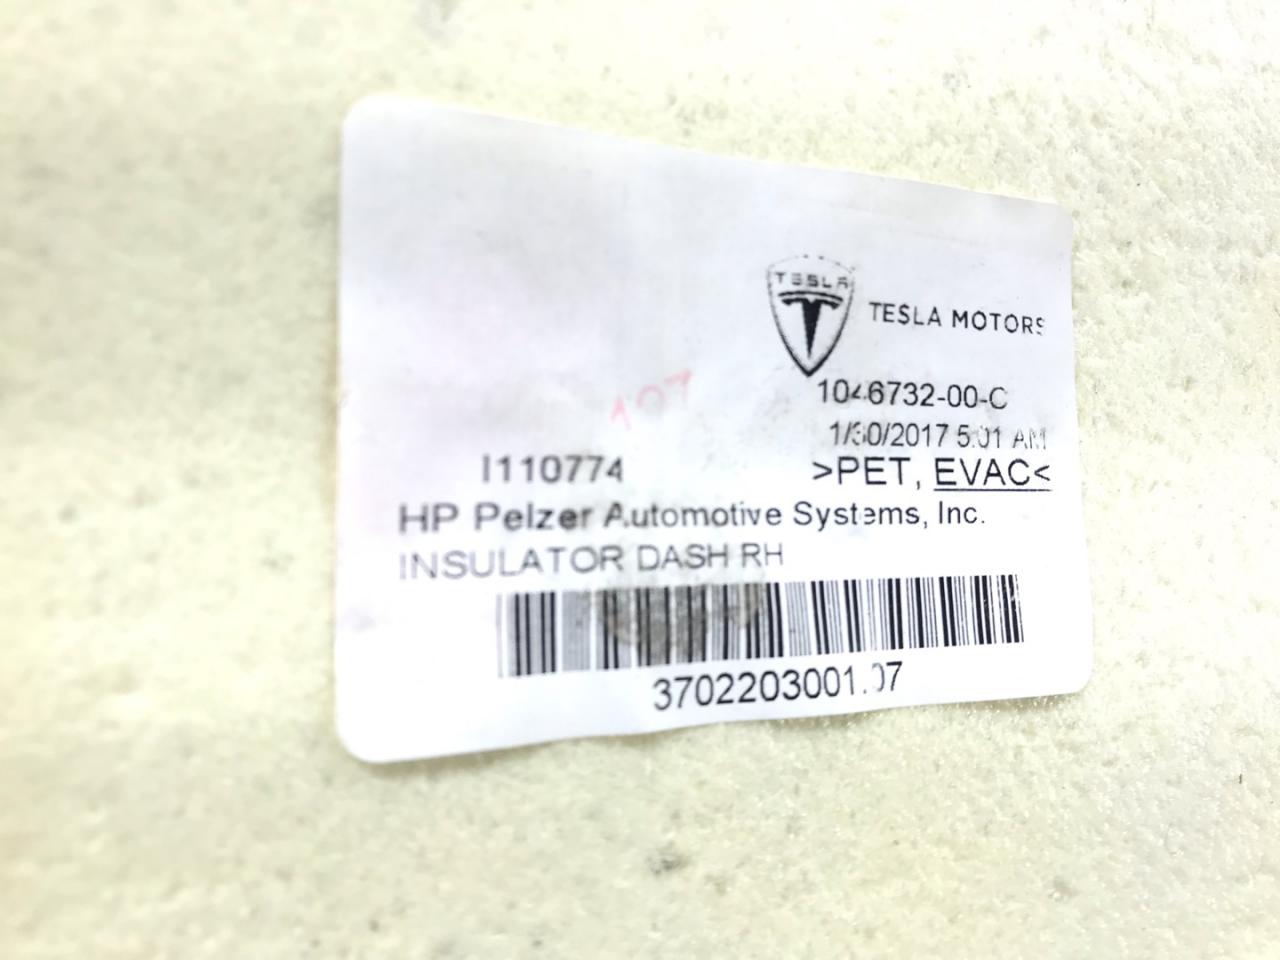 TESLA
TESLA MOTORS
1046732-00-C
1/30/2017 5:01 AM
I110774
>PET, EVAC<
HP Pelzer Automotive Systems, Inc.
INSULATOR DASH RH
3702203001.07
107